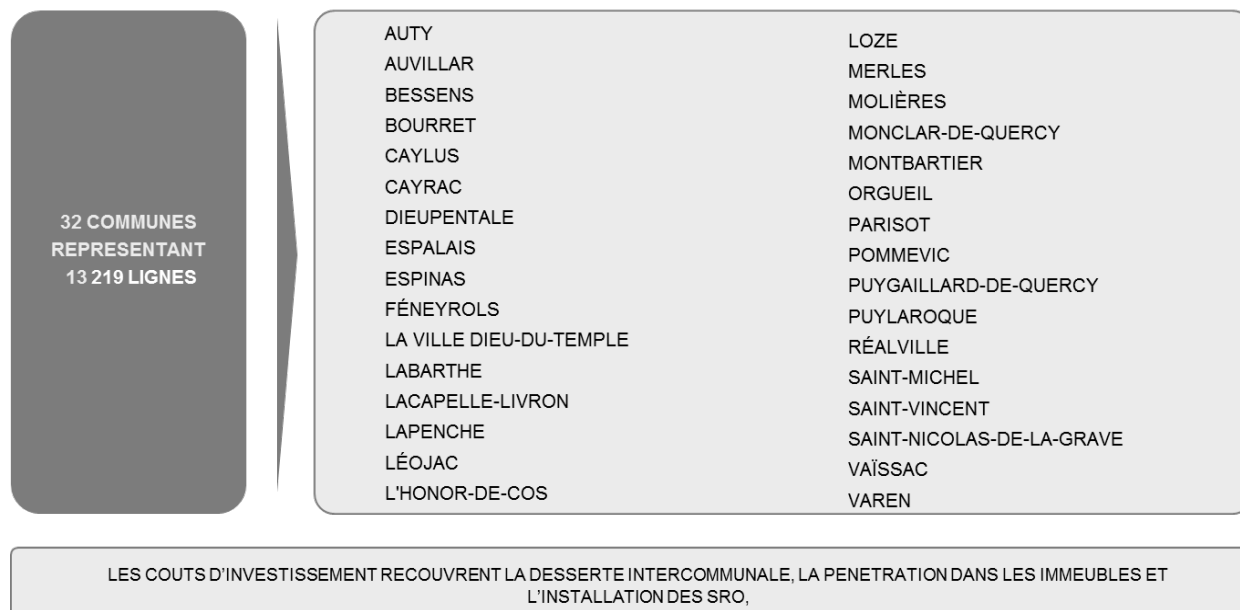 32 COMMUNES
REPRESENTANT
13 219 LIGNES
AUTY
AUVILLAR
BESSENS
BOURRET
CAYLUS
CAYRAC
DIEUPENTALE
ESPALAIS
ESPINAS
FÉNEYROLS
LA VILLE DIEU-DU-TEMPLE
LABARTHE
LACAPELLE-LIVRON
LAPENCHE
LÉOJAC
L'HONOR-DE-COS
LOZE
MERLES
MOLIÈRES
MONCLAR-DE-QUERCY
MONTBARTIER
ORGUEIL
PARISOT
POMMEVIC
PUYGAILLARD-DE-QUERCY
PUYLAROQUE
RÉALVILLE
SAINT-MICHEL
SAINT-VINCENT
SAINT-NICOLAS-DE-LA-GRAVE
VAÏSSAC
VAREN
LES COUTS D'INVESTISSEMENT RECOUVRENT LA DESSERTE INTERCOMMUNALE, LA PENETRATION DANS LES IMMEUBLES ET
L'INSTALLATION DES SRO,